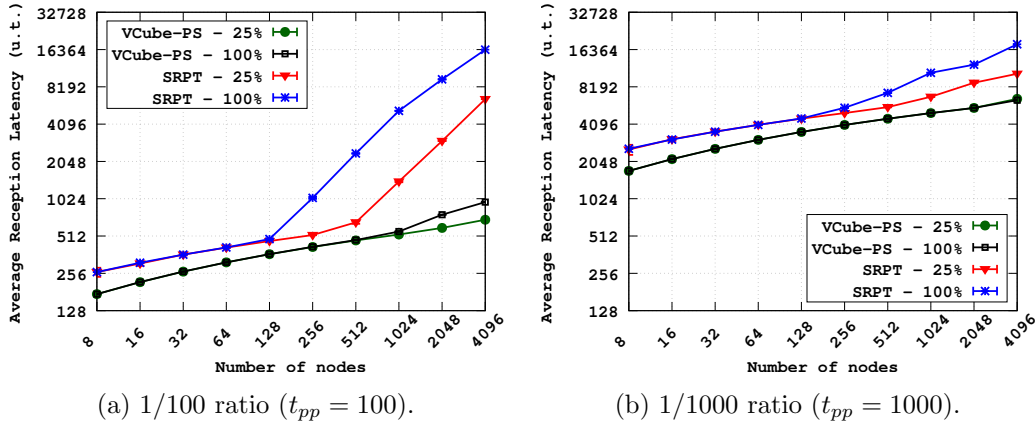 32728
16364
8192
4096
2048
1024
512
256
128
Average Reception Latency (u.t.)
VCube-PS - 25%
VCube-PS - 100%
SRPT - 25%
SRPT - 100%
8
16
32
64
128
256
512
1024
2048
4096
Number of nodes
(a) 1/100 ratio (t_pp = 100).
32728
16364
8192
4096
2048
1024
512
256
128
Average Reception Latency (u.t.)
VCube-PS - 25%
VCube-PS - 100%
SRPT - 25%
SRPT - 100%
8
16
32
64
128
256
512
1024
2048
4096
Number of nodes
(b) 1/1000 ratio (t_pp = 1000).